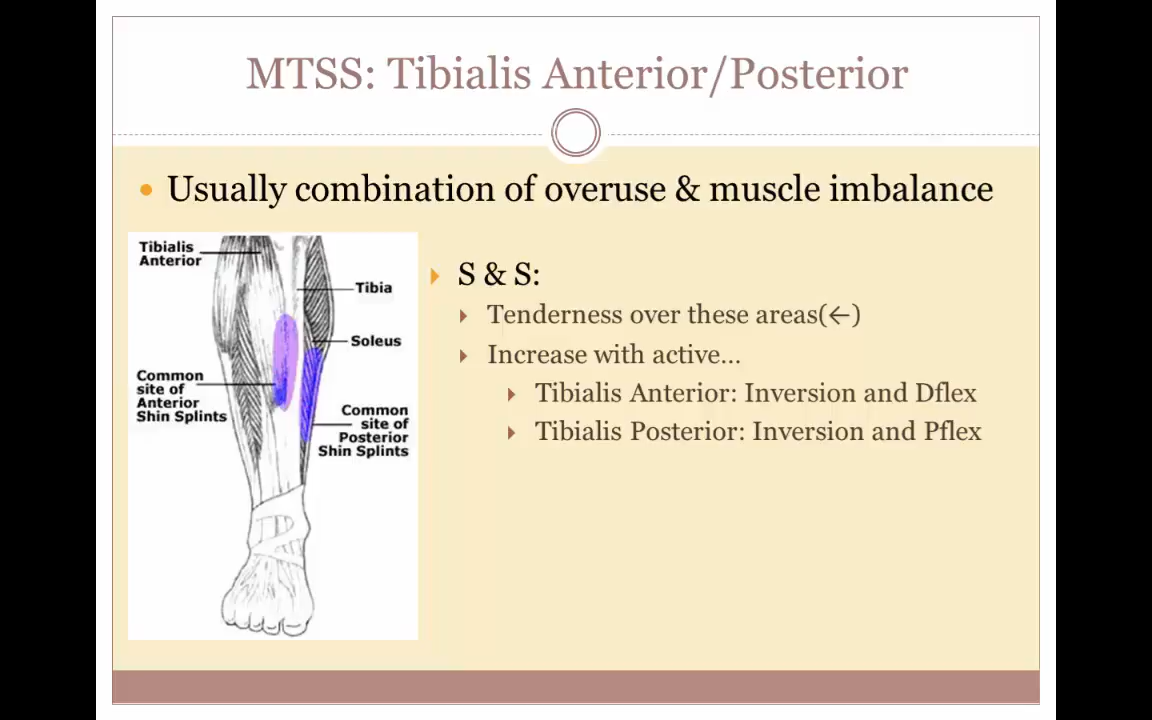 MTSS: Tibialis Anterior/Posterior
• Usually combination of overuse & muscle imbalance
Tibialis
Anterior
Tibia
Soleus
Common
site of
Anterior
Shin Splints
Common
site of
Posterior
Shin Splints
S & S:
Tenderness over these areas(←)
Increase with active...
Tibialis Anterior: Inversion and Dflex
Tibialis Posterior: Inversion and Pflex